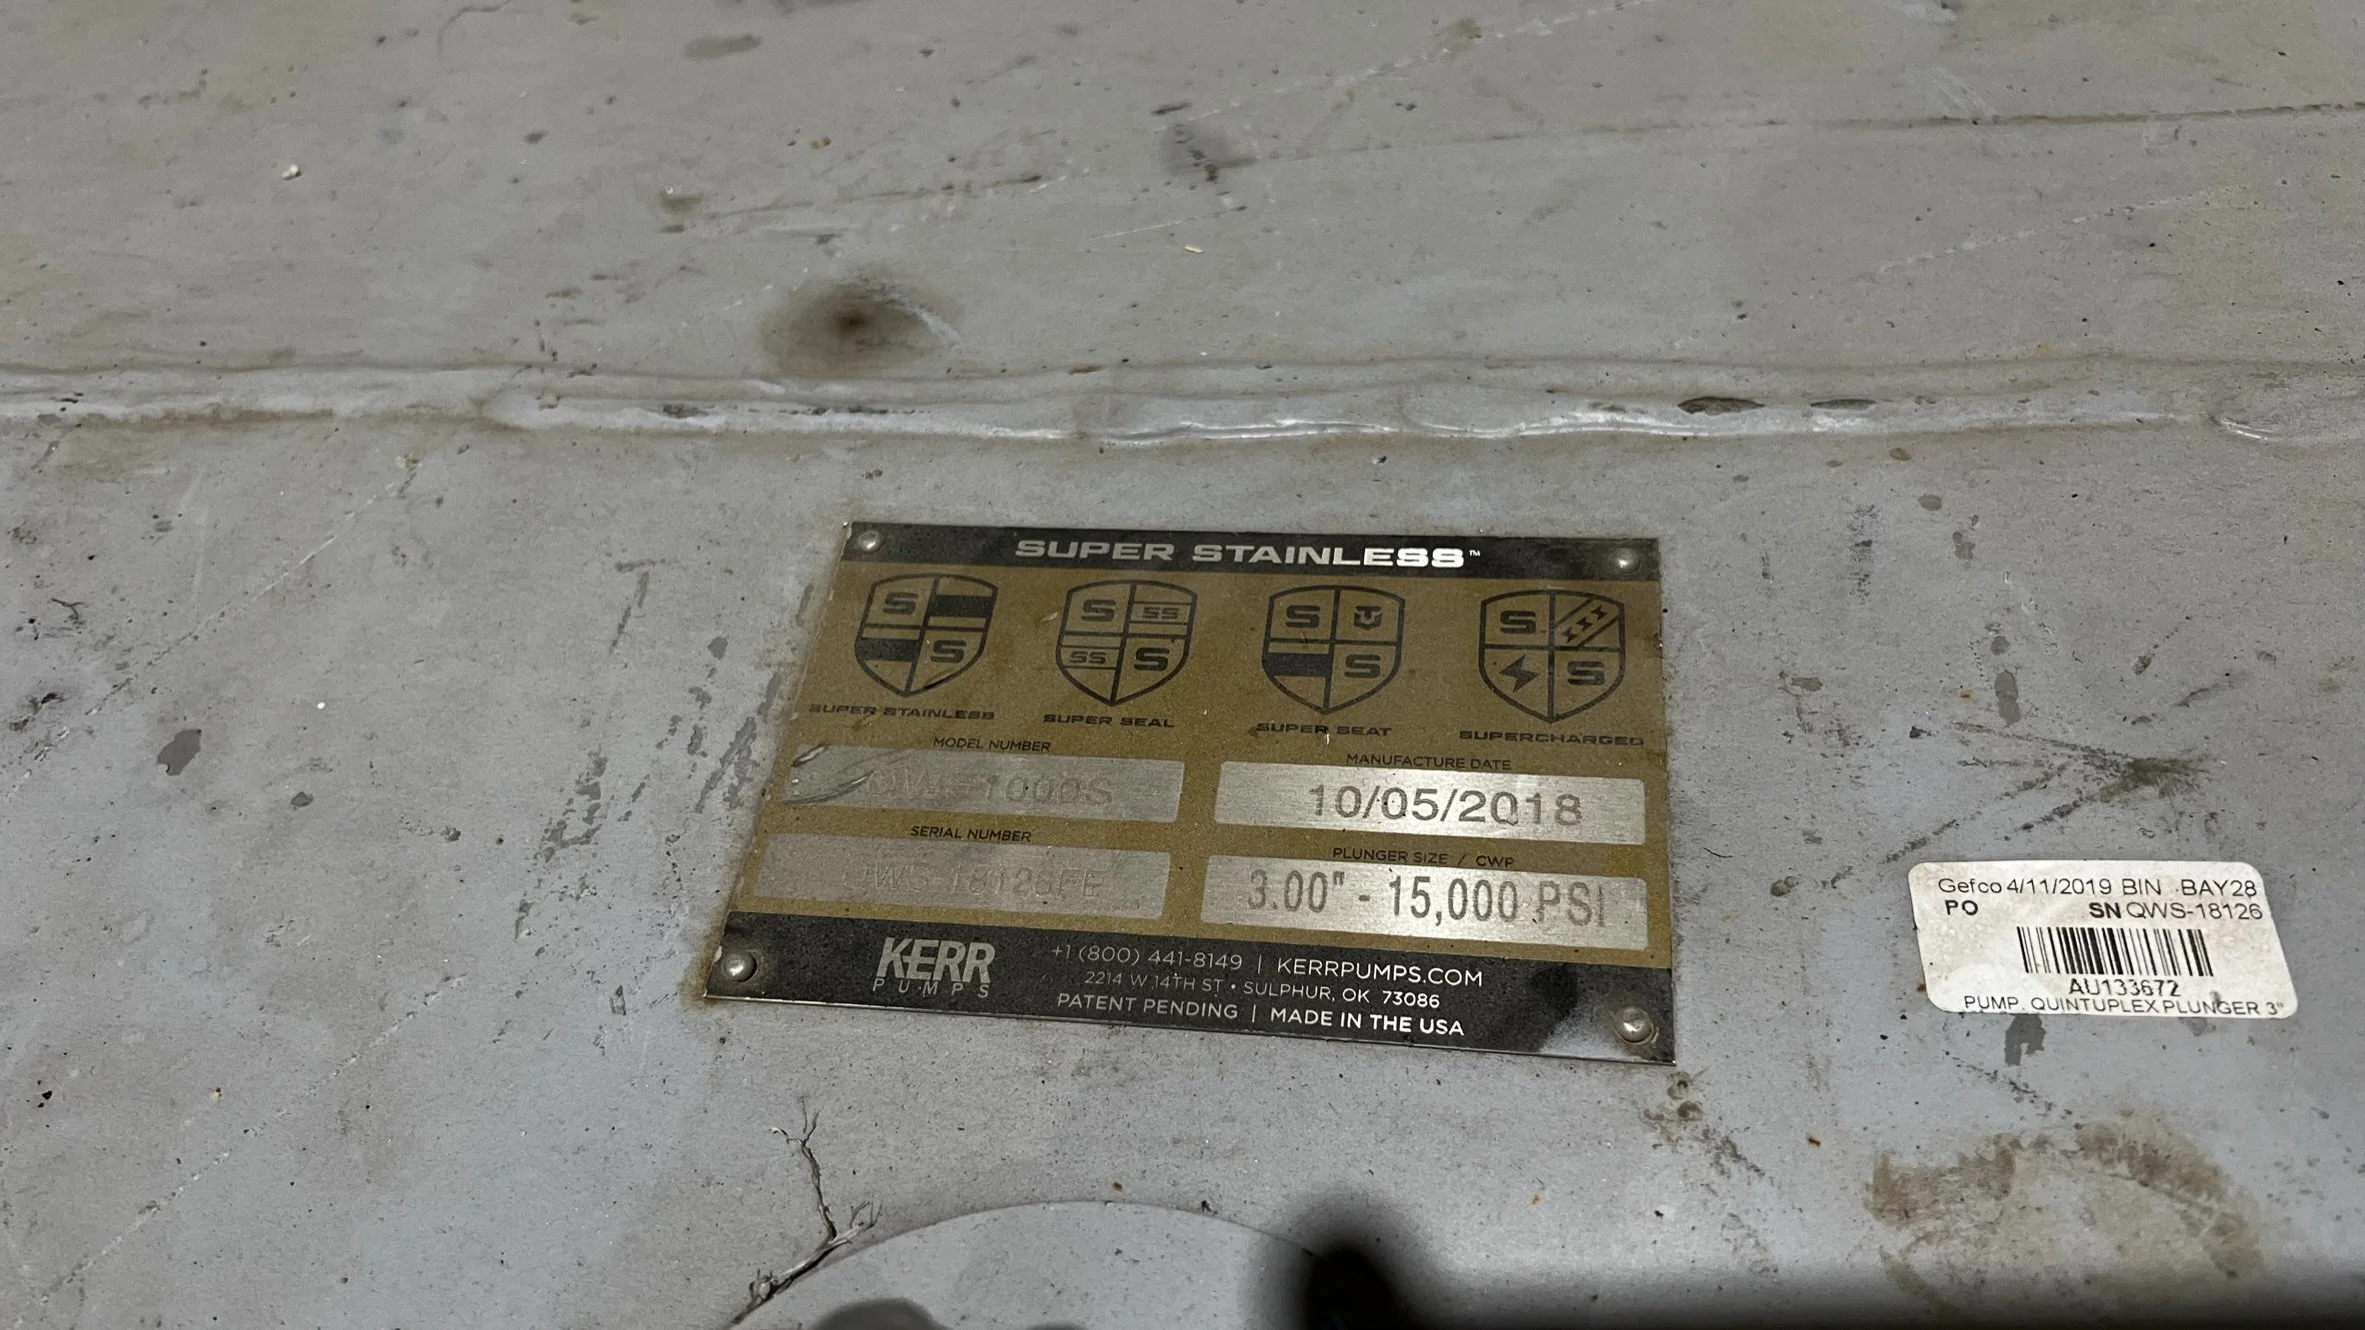 SUPER STAINLESS™
S S
S SS SS S
S S
S S
SUPER STAINLESS
SUPER SEAL
SUPER SEAT
SUPERCHARGED
MODEL NUMBER
MANUFACTURE DATE
10/05/2018
SERIAL NUMBER
PLUNGER SIZE / CWP
3.00" - 15,000 PSI
KERR
PUMPS
+1 (800) 441-8149 | KERRPUMPS.COM
2214 W 14TH ST • SULPHUR, OK 73086
PATENT PENDING | MADE IN THE USA
Gefco 4/11/2019 BIN BAY28
PO SN QWS-18126
AU133672
PUMP, QUINTUPLEX PLUNGER 3"